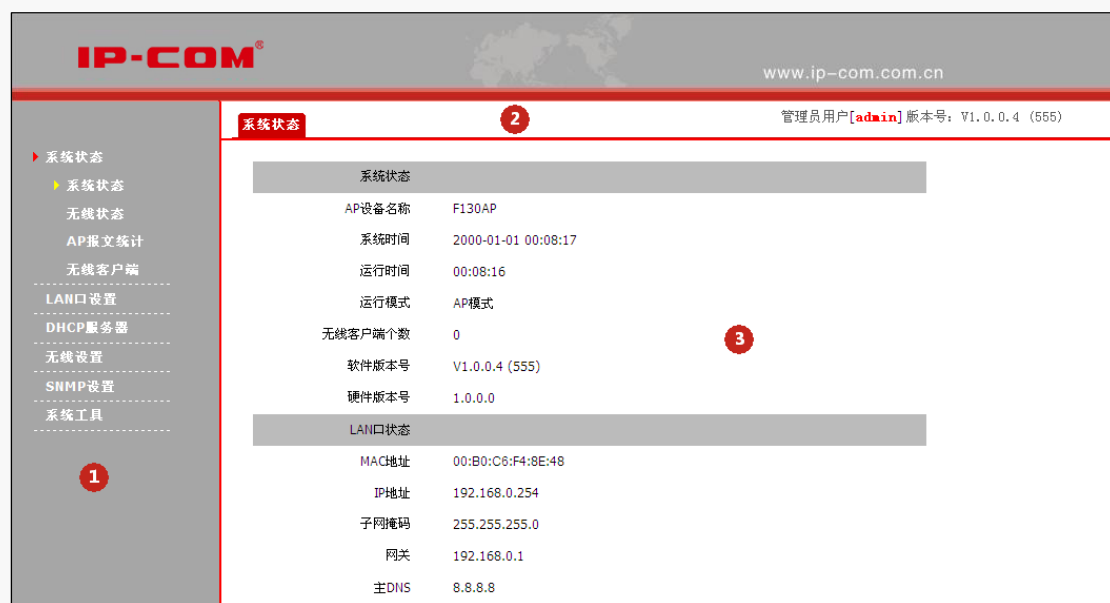 IP-COM®
www.ip-com.com.cn
系统状态
2
管理员用户[admin]版本号: V1.0.0.4 (555)
系统状态
系统状态
无线状态
AP报文统计
无线客户端
LAN口设置
DHCP服务器
无线设置
SNMP设置
系统工具
1
系统状态
AP设备名称 F130AP
系统时间 2000-01-01 00:08:17
运行时间 00:08:16
运行模式 AP模式
无线客户端个数 0
3
软件版本号 V1.0.0.4 (555)
硬件版本号 1.0.0.0
LAN口状态
MAC地址 00:B0:C6:F4:8E:48
IP地址 192.168.0.254
子网掩码 255.255.255.0
网关 192.168.0.1
主DNS 8.8.8.8